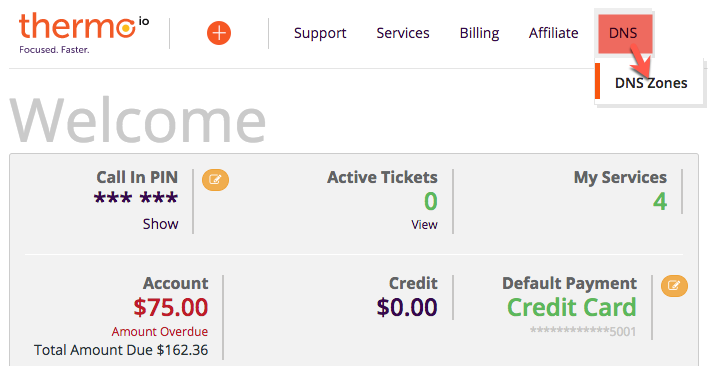 thermo io
Focused. Faster.
Support Services Billing Affiliate DNS
DNS Zones
Welcome
Call In PIN
*** ***
Show
Active Tickets
0
View
My Services
4
Account
$75.00
Amount Overdue
Total Amount Due $162.36
Credit
$0.00
Default Payment
Credit Card
************5001